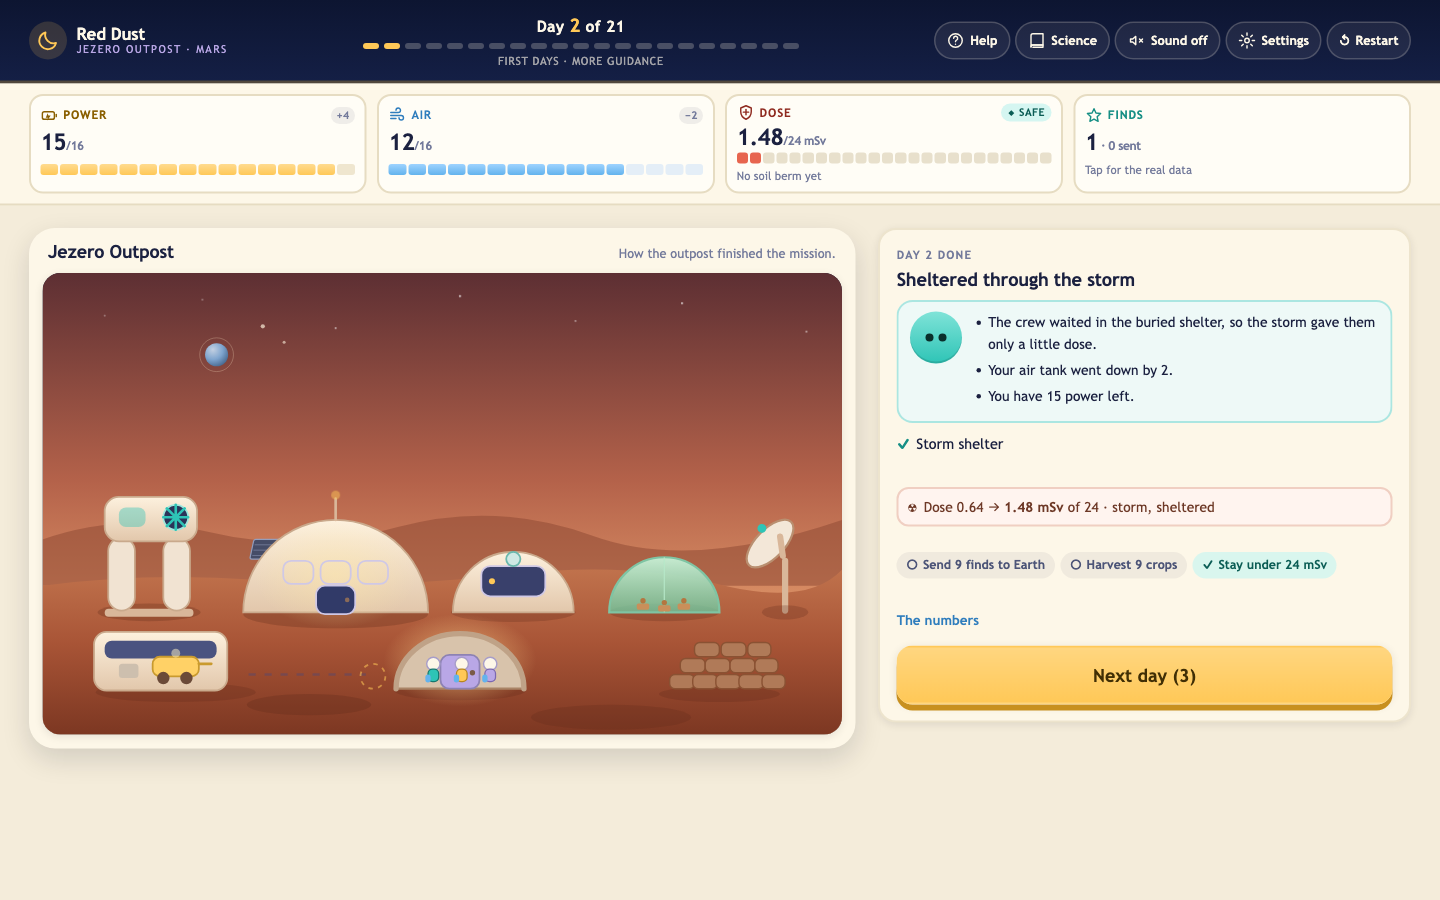 Red Dust
JEZERO OUTPOST · MARS
Day 2 of 21
FIRST DAYS · MORE GUIDANCE
Help
Science
Sound off
Settings
Restart
POWER
+4
15/16
AIR
−2
12/16
DOSE
SAFE
1.48/24 mSv
No soil berm yet
FINDS
1 · 0 sent
Tap for the real data
Jezero Outpost
How the outpost finished the mission.
DAY 2 DONE
Sheltered through the storm
• The crew waited in the buried shelter, so the storm gave them
only a little dose.
• Your air tank went down by 2.
• You have 15 power left.
Storm shelter
Dose 0.64 → 1.48 mSv of 24 · storm, sheltered
Send 9 finds to Earth
Harvest 9 crops
Stay under 24 mSv
The numbers
Next day (3)